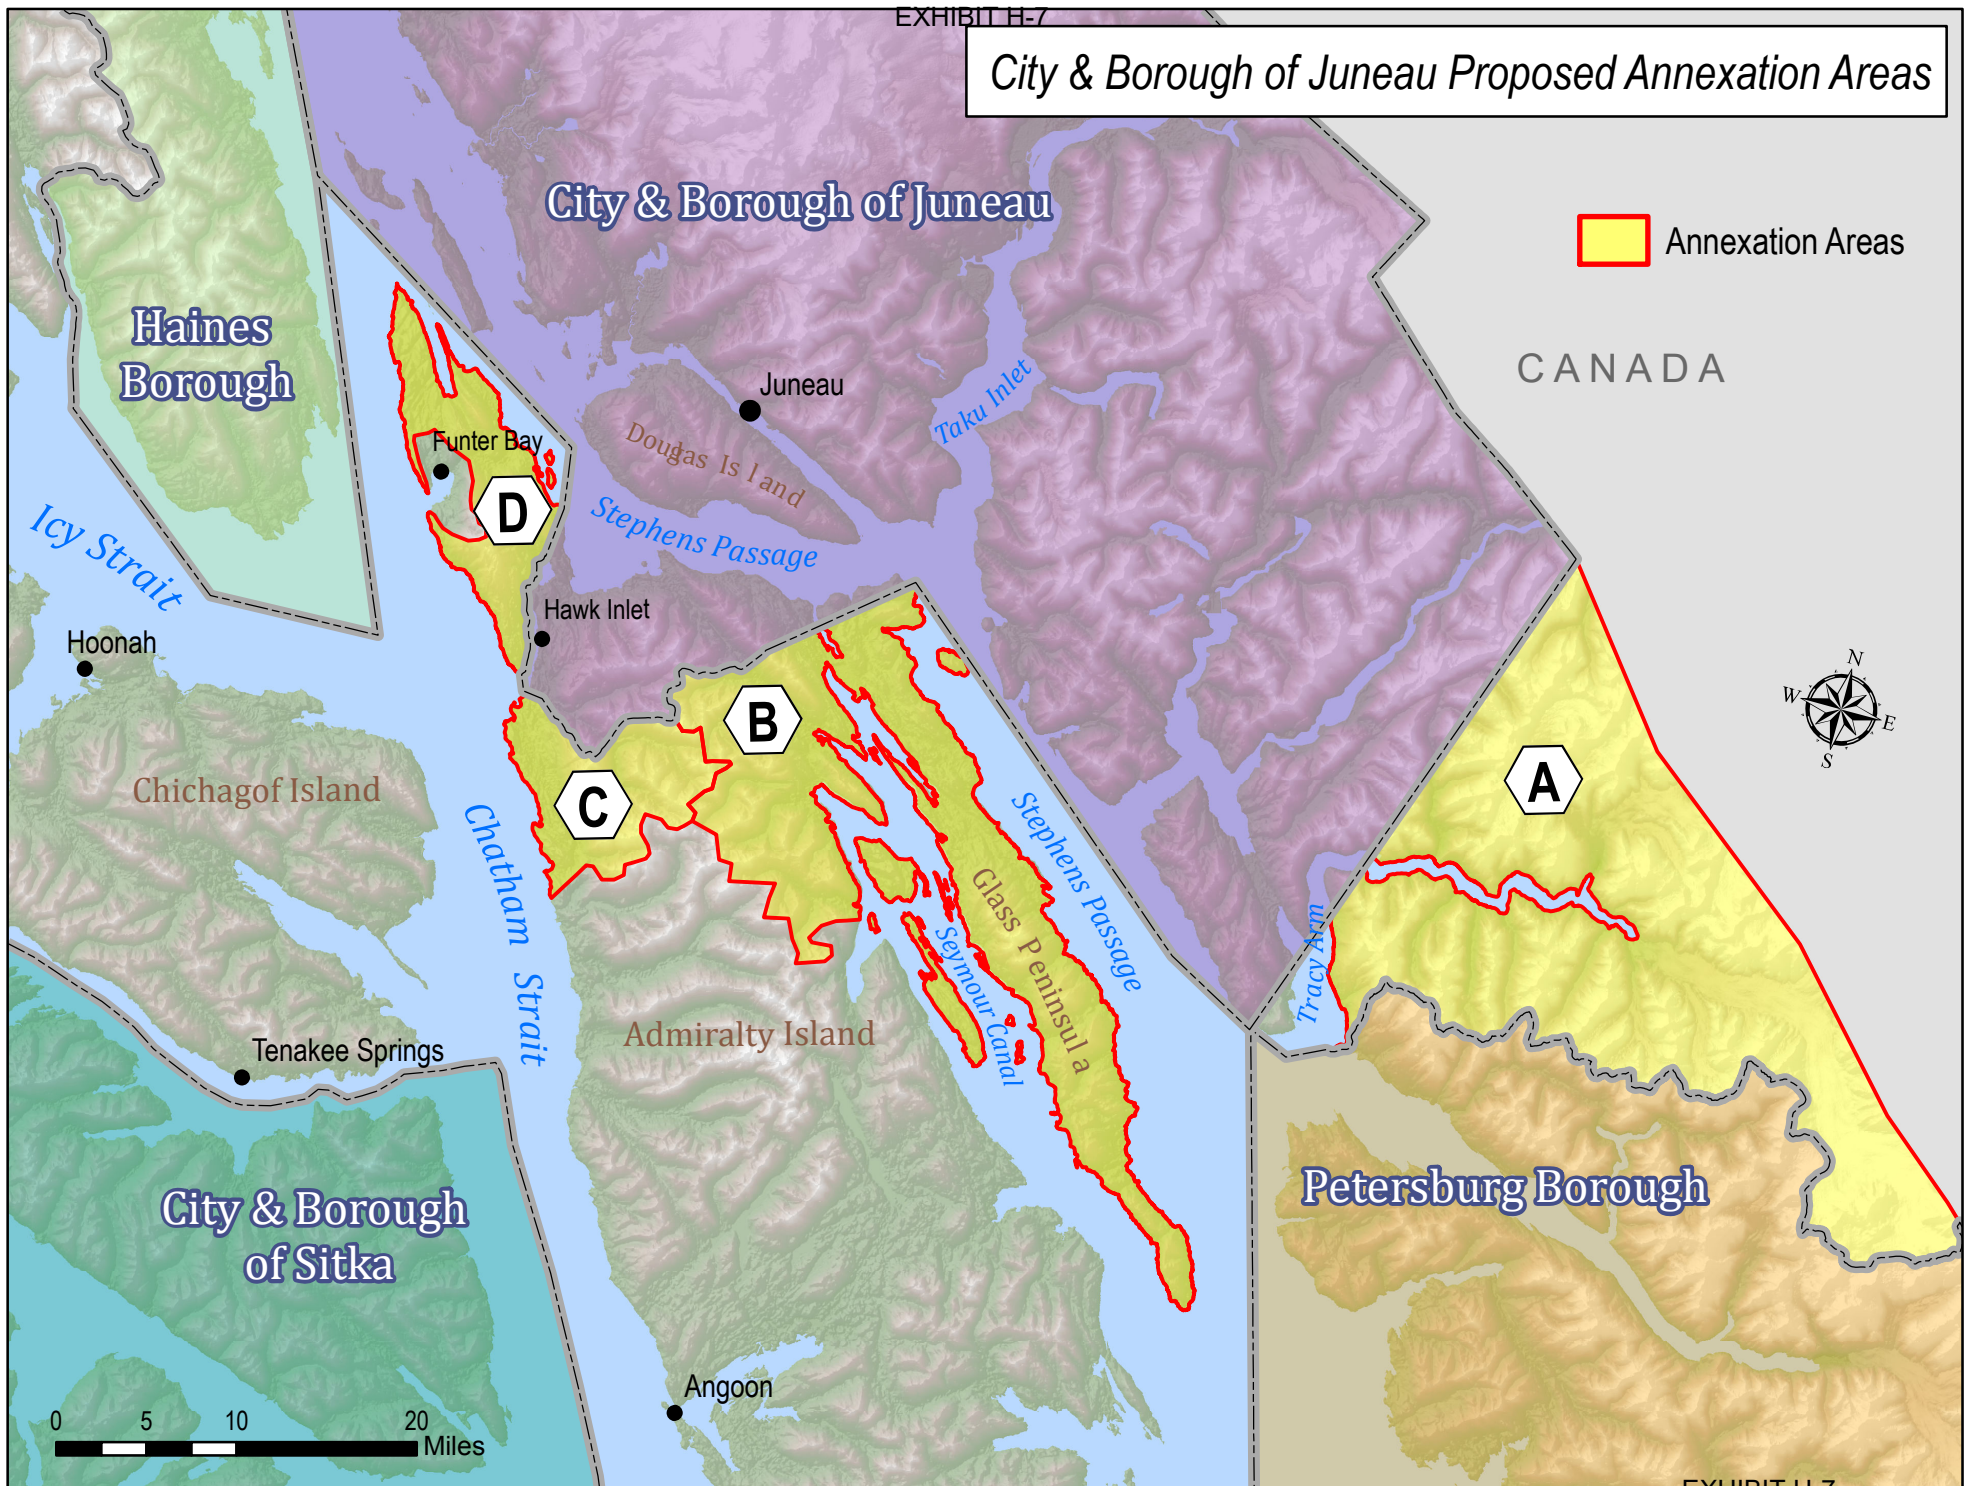 EXHIBIT H-7
City & Borough of Juneau Proposed Annexation Areas
City & Borough of Juneau
Annexation Areas
Haines
Borough
CANADA
Juneau
Taku Inlet
Funter Bay
Dougas Island
D
Icy Strait
Stephens Passage
Hawk Inlet
Hoonah
N
W
E
S
B
A
Chichagof Island
C
Chatham Strait
Stephens Passage
Glass Peninsula
Tracy Arm
Seymour Canal
Admiralty Island
Tenakee Springs
Petersburg Borough
City & Borough
of Sitka
Angoon
0 5 10 20
Miles
EXHIBIT H-7